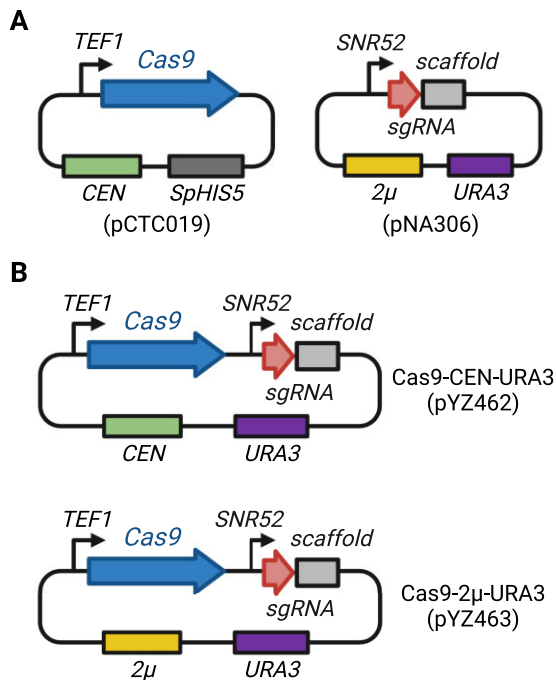 A
TEF1
Cas9
CEN
SpHIS5
(pCTC019)
SNR52
scaffold
sgRNA
2μ
URA3
(pNA306)
B
TEF1
Cas9
SNR52
scaffold
sgRNA
CEN
URA3
Cas9-CEN-URA3
(pYZ462)
TEF1
Cas9
SNR52
scaffold
sgRNA
2μ
URA3
Cas9-2μ-URA3
(pYZ463)